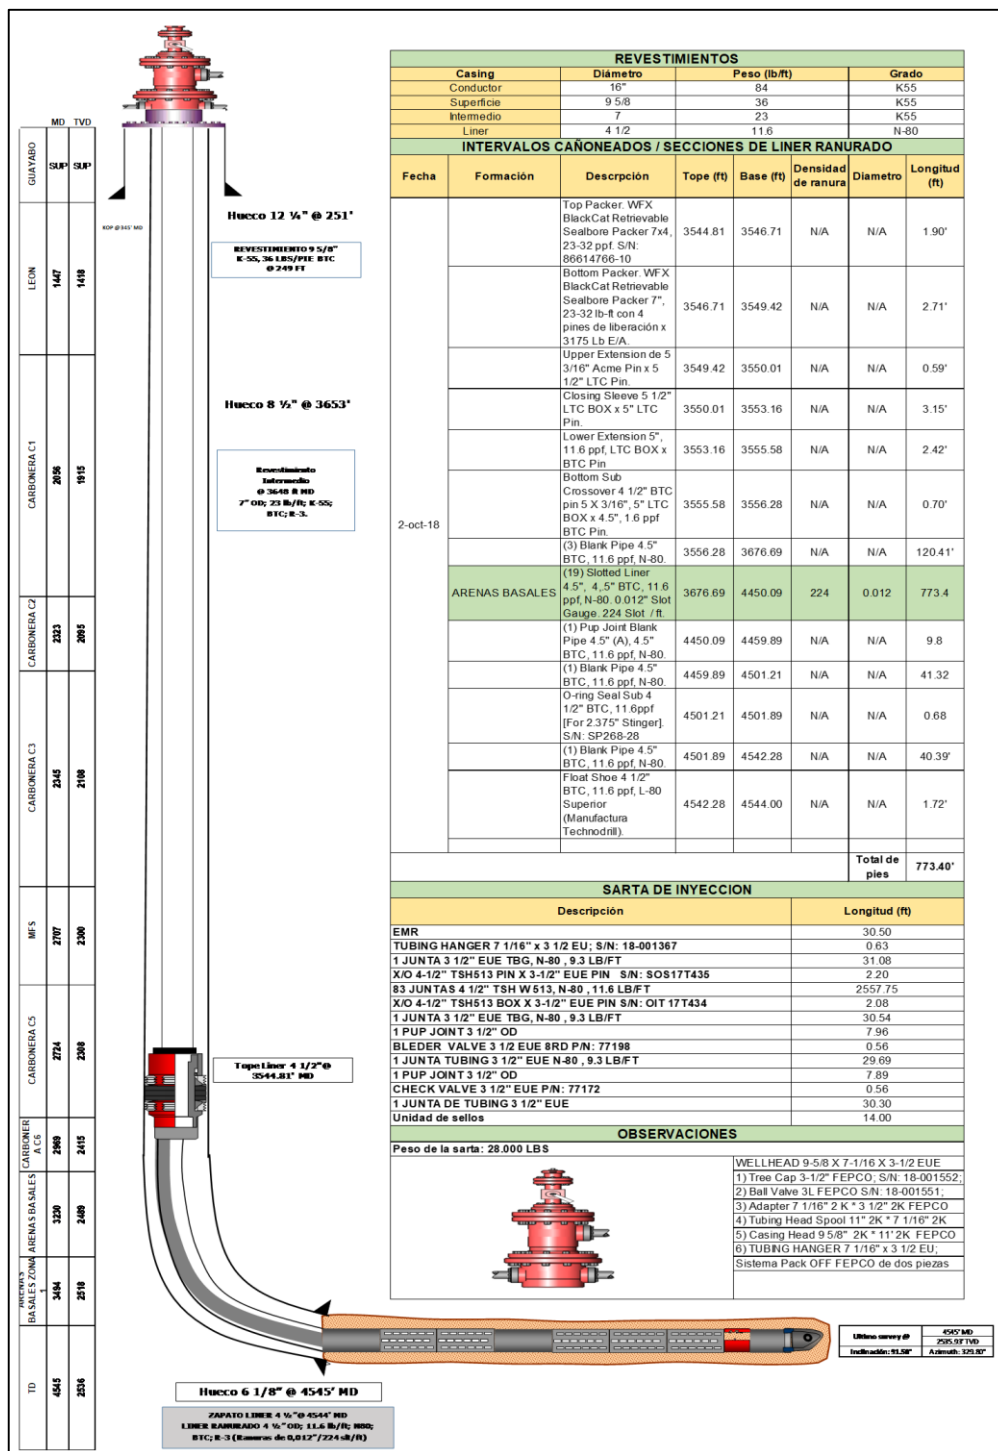 MD TVD
GUAYABO SUP SUP
KOP @345' MD
LEON 1447 1418
CARBONERA C1 2056 1915
CARBONERA C2 2323 2095
CARBONERA C3 2345 2108
MFS 2707 2300
CARBONERA C5 2724 2308
CARBONER
A C6 2969 2415
ARENAS BASALES 3230 2489
ARENAS
BASALES ZONA
1 3494 2518
TD 4545 2536
Hueco 12 ¼" @ 251'
REVESTIMIENTO 9 5/8"
K-55, 36 LBS/PIE BTC
@ 249 FT
Hueco 8 ½" @ 3653'
Revestimiento
Intermedio
@ 3648 ft MD
7" OD; 23 lb/ft; K-55;
BTC; R-3.
Tope Liner 4 1/2"@
3544.81' MD
Hueco 6 1/8" @ 4545' MD
ZAPATO LINER 4 ½"@ 4544' MD
LINER RANURADO 4 ½"OD; 11.6 lb/ft; N80;
BTC; R-3 (Ranuras de 0,012"/224 slt/ft)
REVESTIMIENTOS
Casing Diámetro Peso (lb/ft) Grado
Conductor 16" 84 K55
Superficie 9 5/8 36 K55
Intermedio 7 23 K55
Liner 4 1/2 11.6 N-80
INTERVALOS CAÑONEADOS / SECCIONES DE LINER RANURADO
Fecha Formación Descrpción Tope (ft) Base (ft) Densidad
de ranura Diametro Longitud
(ft)
2-oct-18
Top Packer. WFX
BlackCat Retrievable
Sealbore Packer 7x4,
23-32 ppf. S/N:
86614766-10 3544.81 3546.71 N/A N/A 1.90'
Bottom Packer. WFX
BlackCat Retrievable
Sealbore Packer 7",
23-32 lb-ft con 4
pines de liberación x
3175 Lb E/A. 3546.71 3549.42 N/A N/A 2.71'
Upper Extension de 5
3/16" Acme Pin x 5
1/2" LTC Pin. 3549.42 3550.01 N/A N/A 0.59'
Closing Sleeve 5 1/2"
LTC BOX x 5" LTC
Pin. 3550.01 3553.16 N/A N/A 3.15'
Lower Extension 5",
11.6 ppf, LTC BOX x
BTC Pin 3553.16 3555.58 N/A N/A 2.42'
Bottom Sub
Crossover 4 1/2" BTC
pin 5 X 3/16", 5" LTC
BOX x 4.5", 1.6 ppf
BTC Pin. 3555.58 3556.28 N/A N/A 0.70'
(3) Blank Pipe 4.5"
BTC, 11.6 ppf, N-80. 3556.28 3676.69 N/A N/A 120.41'
ARENAS BASALES (19) Slotted Liner
4.5", 4,.5" BTC, 11.6
ppf, N-80. 0.012" Slot
Gauge. 224 Slot / ft. 3676.69 4450.09 224 0.012 773.4
(1) Pup Joint Blank
Pipe 4.5" (A), 4.5"
BTC, 11.6 ppf, N-80. 4450.09 4459.89 N/A N/A 9.8
(1) Blank Pipe 4.5"
BTC, 11.6 ppf, N-80. 4459.89 4501.21 N/A N/A 41.32
O-ring Seal Sub 4
1/2" BTC, 11.6ppf
[For 2.375" Stinger].
S/N: SP268-28 4501.21 4501.89 N/A N/A 0.68
(1) Blank Pipe 4.5"
BTC, 11.6 ppf, N-80. 4501.89 4542.28 N/A N/A 40.39'
Float Shoe 4 1/2"
BTC, 11.6 ppf, L-80
Superior
(Manufactura
Technodrill). 4542.28 4544.00 N/A N/A 1.72'
Total de
pies 773.40'
SARTA DE INYECCION
Descripción Longitud (ft)
EMR 30.50
TUBING HANGER 7 1/16" x 3 1/2 EU; S/N: 18-001367 0.63
1 JUNTA 3 1/2" EUE TBG, N-80 , 9.3 LB/FT 31.08
X/O 4-1/2" TSH513 PIN X 3-1/2" EUE PIN S/N: SOS17T435 2.20
83 JUNTAS 4 1/2" TSH W 513, N-80 , 11.6 LB/FT 2557.75
X/O 4-1/2" TSH513 BOX X 3-1/2" EUE PIN S/N: OIT 17T434 2.08
1 JUNTA 3 1/2" EUE TBG, N-80 , 9.3 LB/FT 30.54
1 PUP JOINT 3 1/2" OD 7.96
BLEDER VALVE 3 1/2 EUE 8RD P/N: 77198 0.56
1 JUNTA TUBING 3 1/2" EUE N-80 , 9.3 LB/FT 29.69
1 PUP JOINT 3 1/2" OD 7.89
CHECK VALVE 3 1/2" EUE P/N: 77172 0.56
1 JUNTA DE TUBING 3 1/2" EUE 30.30
Unidad de sellos 14.00
OBSERVACIONES
Peso de la sarta: 28.000 LBS
WELLHEAD 9-5/8 X 7-1/16 X 3-1/2 EUE
1) Tree Cap 3-1/2" FEPCO; S/N: 18-001552;
2) Ball Valve 3L FEPCO S/N: 18-001551;
3) Adapter 7 1/16" 2 K * 3 1/2" 2K FEPCO
4) Tubing Head Spool 11" 2K * 7 1/16" 2K
5) Casing Head 9 5/8" 2K * 11' 2K FEPCO
6) TUBING HANGER 7 1/16" x 3 1/2 EU;
Sistema Pack OFF FEPCO de dos piezas
Ultimo survey @ 4545' MD
2535.93' TVD
Inclinación: 91.50° Azimuth: 329.80°